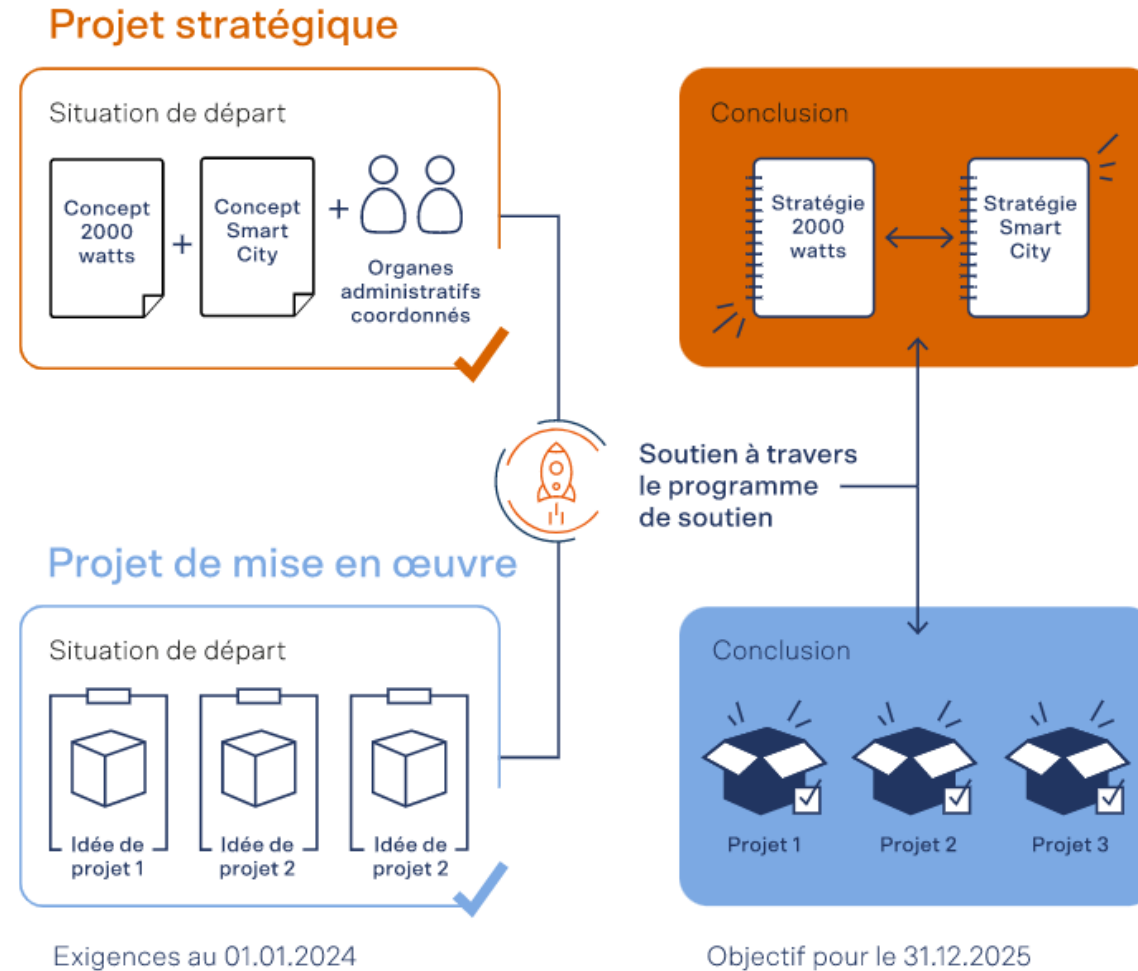 Projet stratégique
Situation de départ
Concept
2000
watts
+
Concept
Smart
City
+
Organes
administratifs
coordonnés
Conclusion
Stratégie
2000
watts
Stratégie
Smart
City
Soutien à travers
le programme
de soutien
Projet de mise en œuvre
Situation de départ
Idée de
projet 1
Idée de
projet 2
Idée de
projet 2
Conclusion
Projet 1
Projet 2
Projet 3
Exigences au 01.01.2024
Objectif pour le 31.12.2025